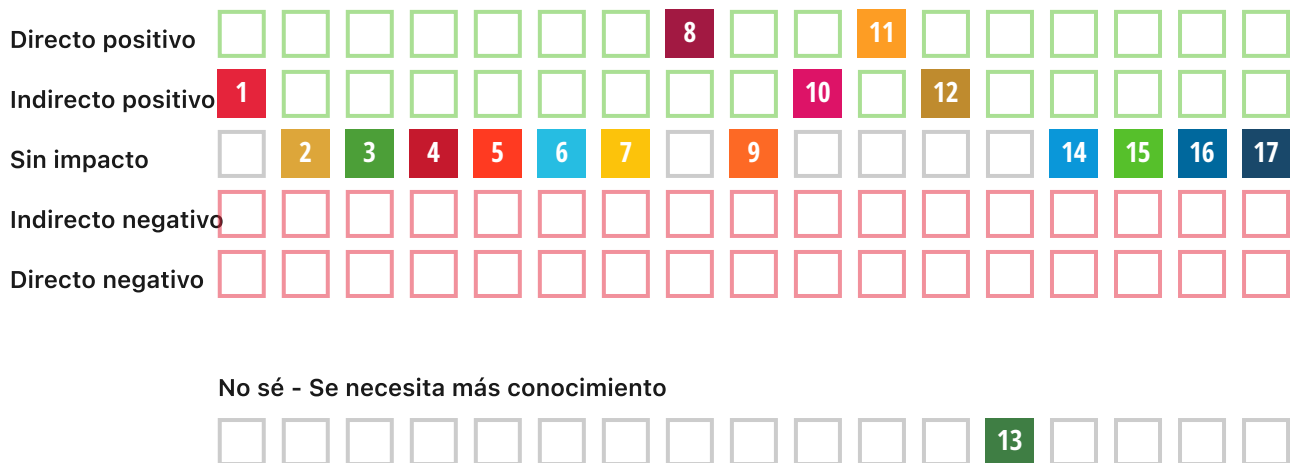 Directo positivo 8 11
Indirecto positivo 1 10 12
Sin impacto 2 3 4 5 6 7 9 14 15 16 17
Indirecto negativo
Directo negativo
No sé - Se necesita más conocimiento
13